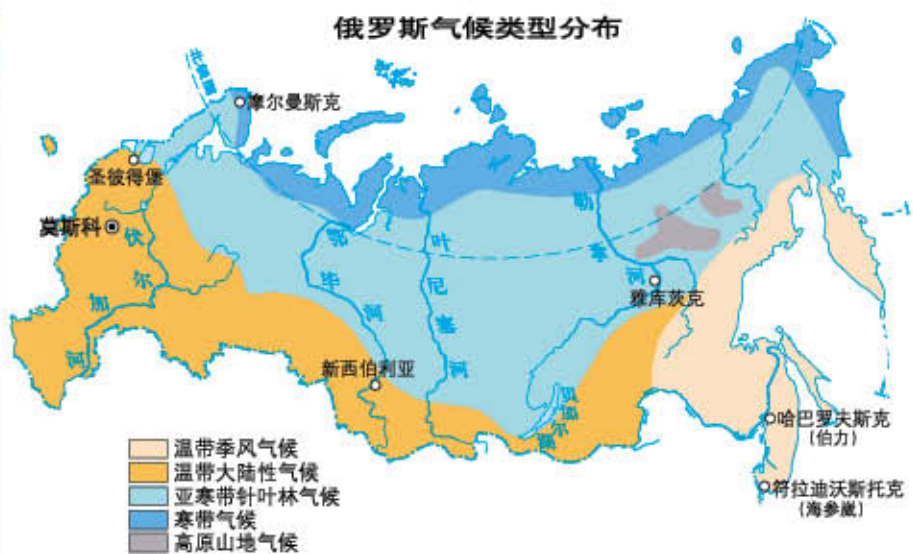 俄罗斯气候类型分布
北极圈
摩尔曼斯克
圣彼得堡
莫斯科
伏尔加河
鄂毕河
叶尼塞河
勒拿河
雅库茨克
新西伯利亚
贝加尔湖
哈巴罗夫斯克
(伯力)
符拉迪沃斯托克
(海参崴)
温带季风气候
温带大陆性气候
亚寒带针叶林气候
寒带气候
高原山地气候